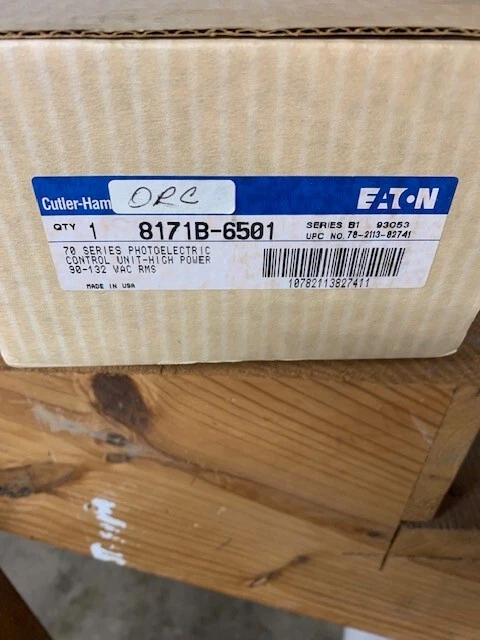 Cutler-Ham
ORC
EATON
QTY 1 8171B-6501 SERIES B1 93053
UPC NO. 78-2113-82741
70 SERIES PHOTOELECTRIC
CONTROL UNIT-HIGH POWER
90-132 VAC RMS
MADE IN USA
10782113827411